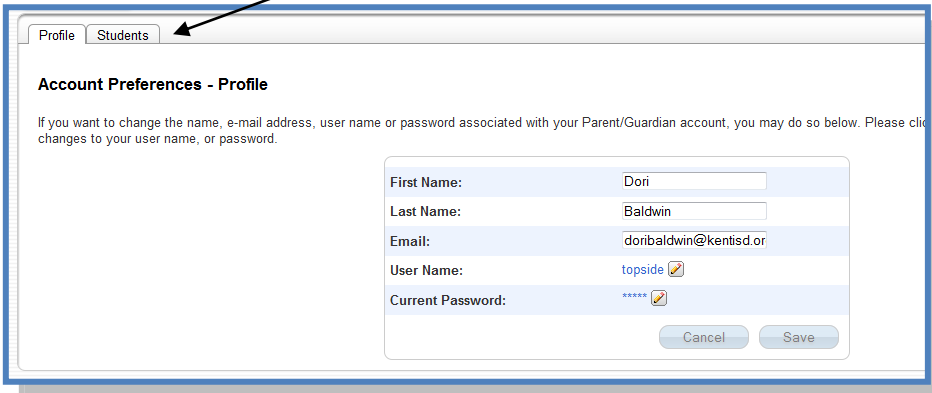 Profile Students
Account Preferences - Profile
If you want to change the name, e-mail address, user name or password associated with your Parent/Guardian account, you may do so below. Please
changes to your user name, or password.
First Name: Dori
Last Name: Baldwin
Email: doribaldwin@kentisd.or
User Name: topside
Current Password: *****
Cancel Save